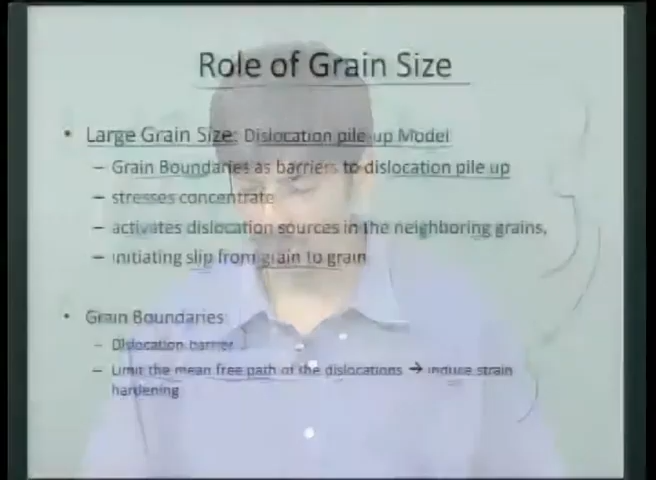 Role of Grain Size
• Large Grain Size: Dislocation pile-up Model
– Grain Boundaries as barriers to dislocation pile up
– stresses concentrate
– activates dislocation sources in the neighboring grains,
– initiating slip from grain to grain
• Grain Boundaries:
– Dislocation barrier
– Limit the mean free path of the dislocations → induce strain
hardening